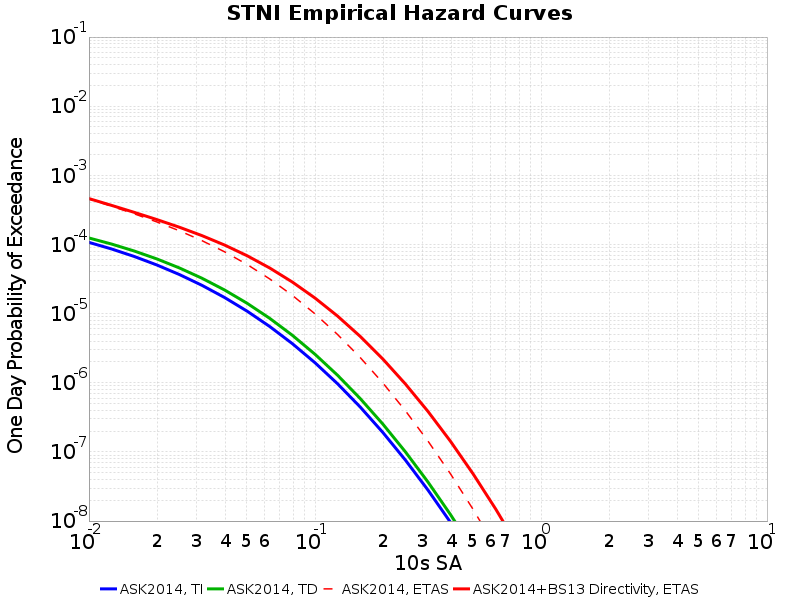 STNI Empirical Hazard Curves
One Day Probability of Exceedance
10^-1
10^-2
10^-3
10^-4
10^-5
10^-6
10^-7
10^-8
10^-2 2 3 4 5 6 10^-1 2 3 4 5 6 7 10^0 2 3 4 5 6 7 10^1
10s SA
ASK2014, TI ASK2014, TD ASK2014, ETAS ASK2014+BS13 Directivity, ETAS